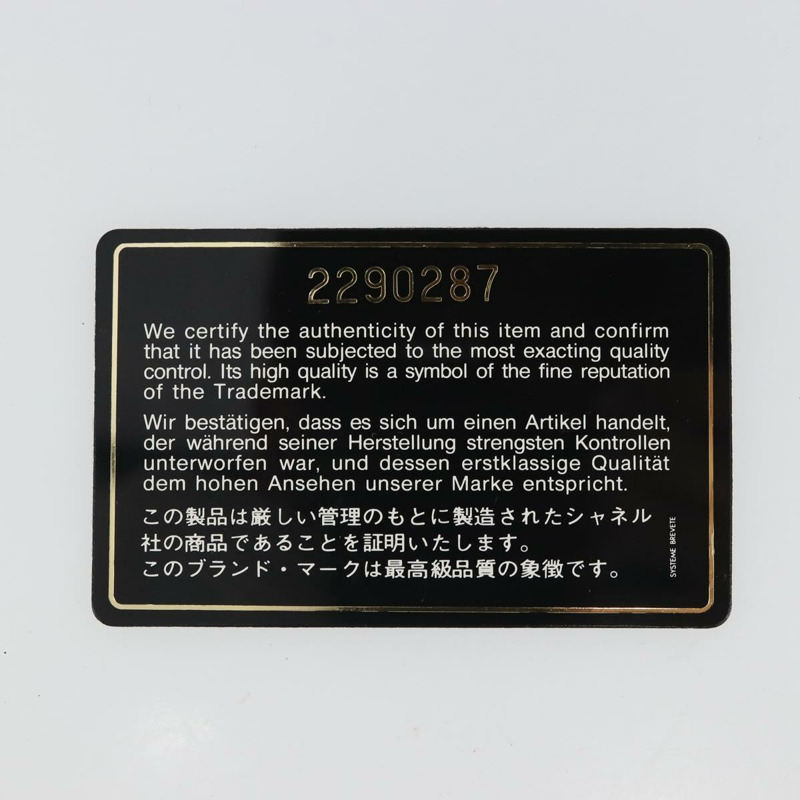 2290287
We certify the authenticity of this item and confirm
that it has been subjected to the most exacting quality
control. Its high quality is a symbol of the fine reputation
of the Trademark.
Wir bestätigen, dass es sich um einen Artikel handelt,
der während seiner Herstellung strengsten Kontrollen
unterworfen war, und dessen erstklassige Qualität
dem hohen Ansehen unserer Marke entspricht.
この製品は厳しい管理のもとに製造されたシャネル
社の商品であることを証明いたします。
このブランド・マークは最高級品質の象徴です。
SYSTEME BREVETE